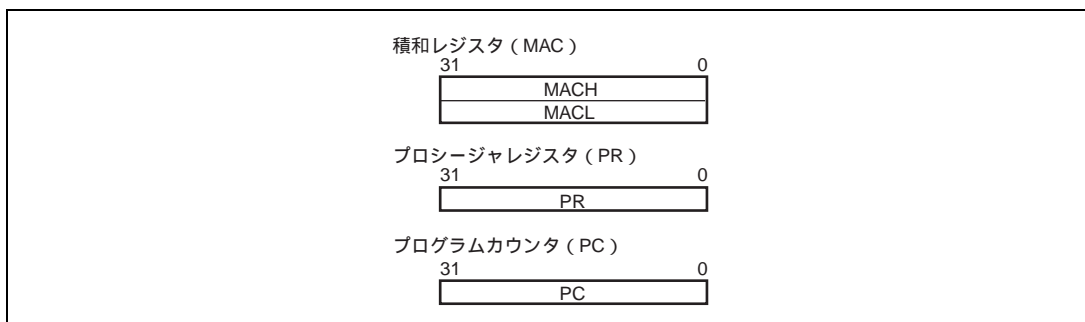 積和レジスタ（MAC）
31 0
MACH
MACL
プロシージャレジスタ（PR）
31 0
PR
プログラムカウンタ（PC）
31 0
PC